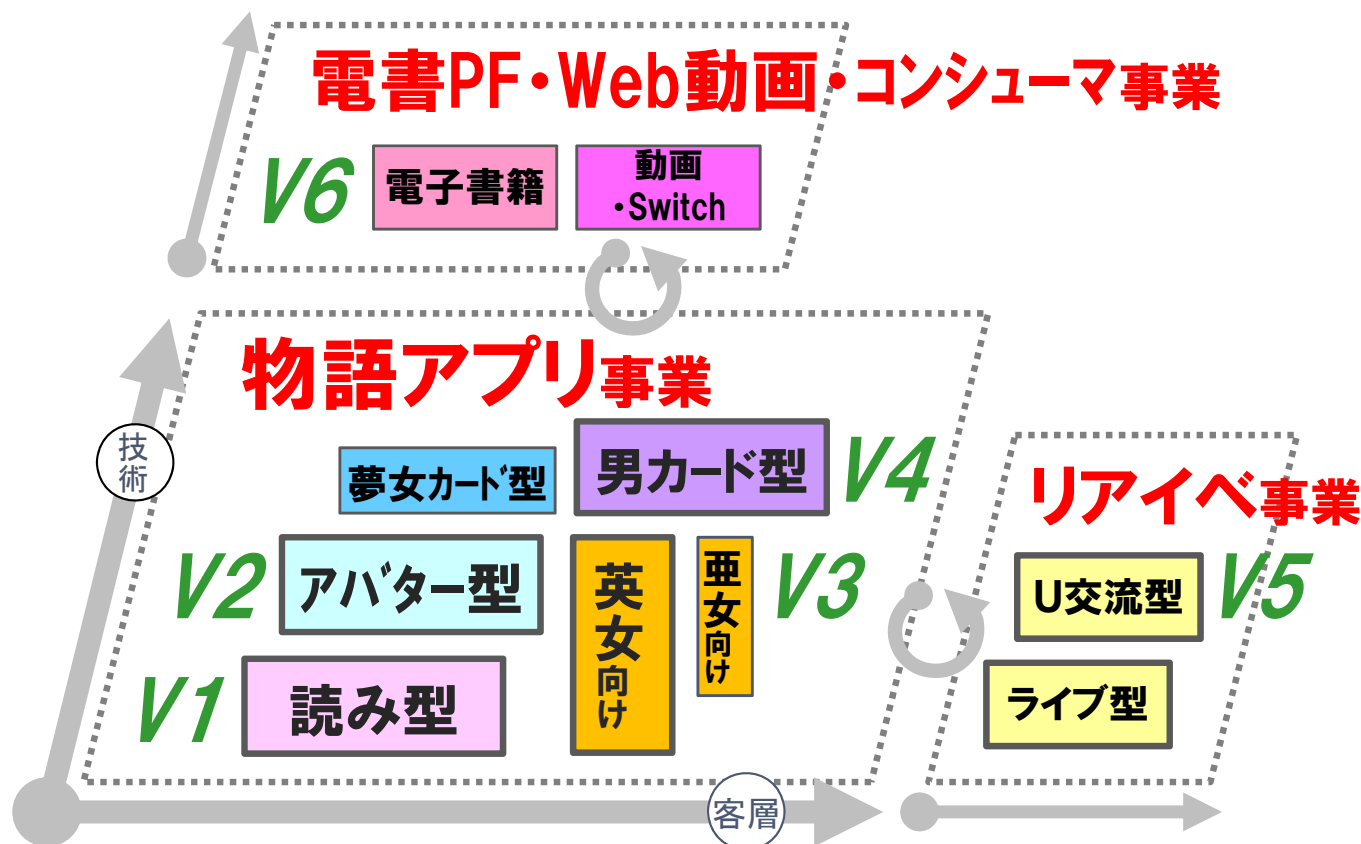 電書PF・Web動画・コンシューマ事業
V6
電子書籍
動画
・Switch
物語アプリ事業
技術
夢女カード型
男カード型
V4
リアイベ事業
V2
アバター型
英女向け
亜女向け
V3
U交流型
V5
V1
読み型
ライブ型
客層